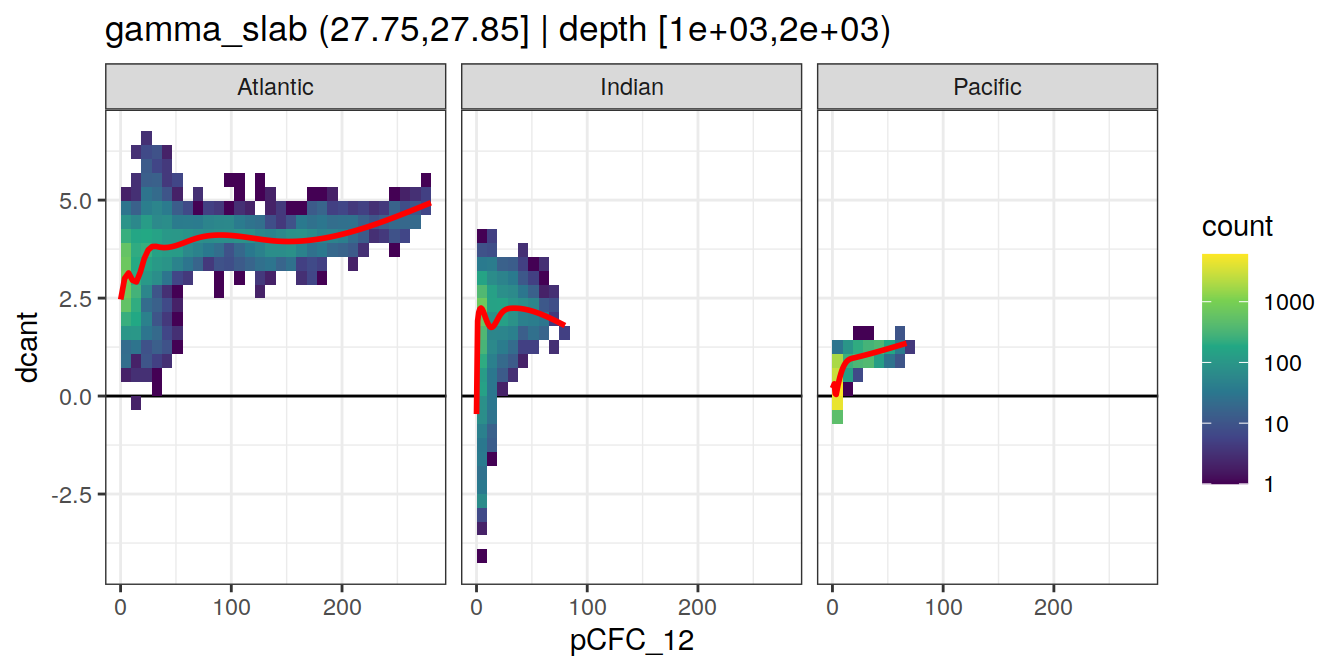 gamma_slab (27.75,27.85] | depth [1e+03,2e+03)
Atlantic
Indian
Pacific
dcant
5.0
2.5
0.0
-2.5
0 100 200
0 100 200
0 100 200
pCFC_12
count
1000
100
10
1